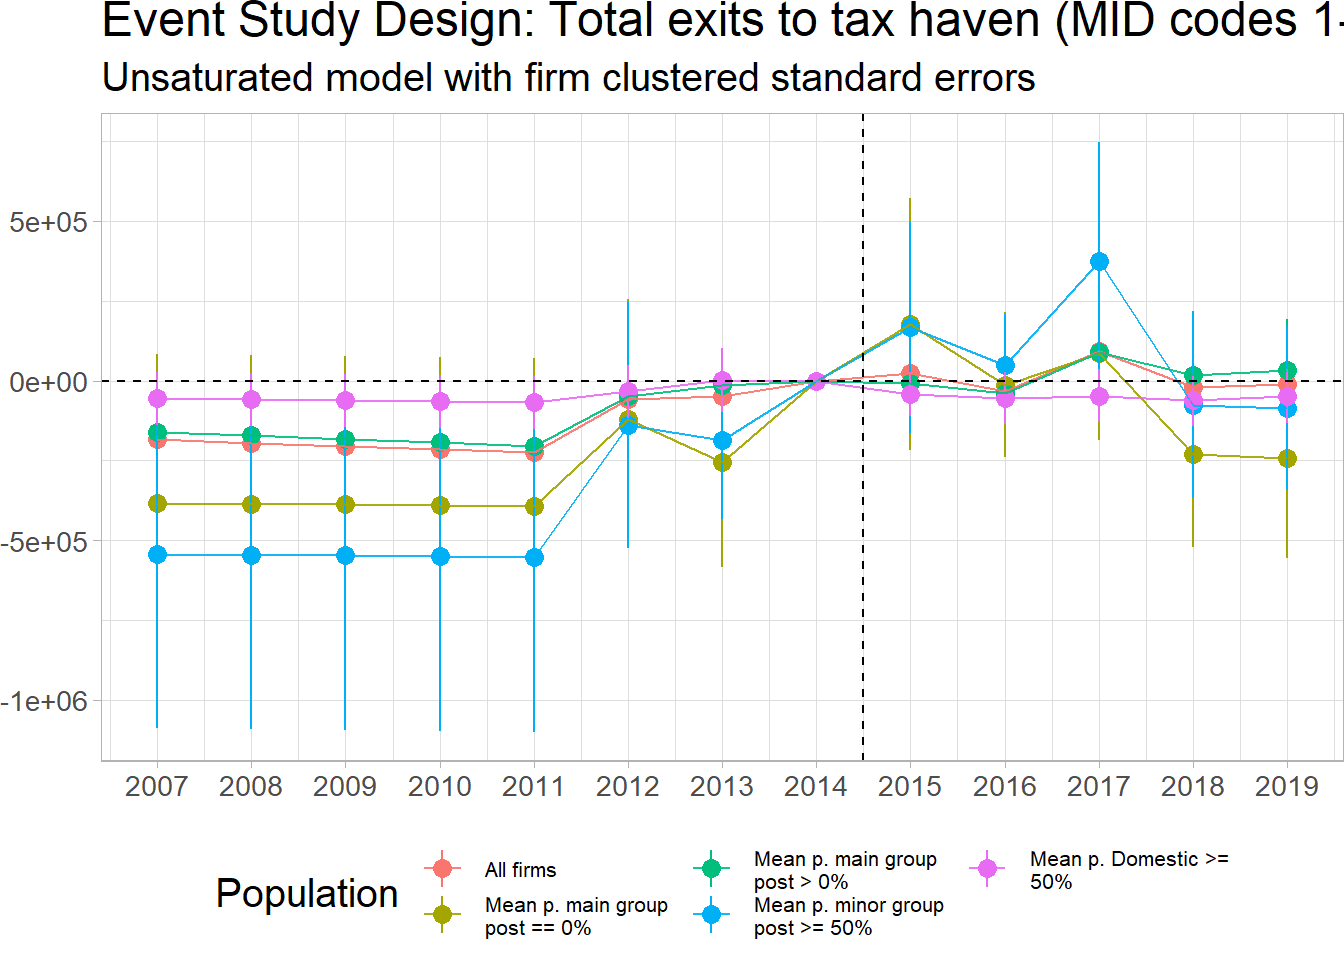 Event Study Design: Total exits to tax haven (MID codes 1-
Unsaturated model with firm clustered standard errors
5e+05
0e+00
-5e+05
-1e+06
2007 2008 2009 2010 2011 2012 2013 2014 2015 2016 2017 2018 2019
Population
All firms
Mean p. main group
post == 0%
Mean p. main group
post > 0%
Mean p. minor group
post >= 50%
Mean p. Domestic >=
50%